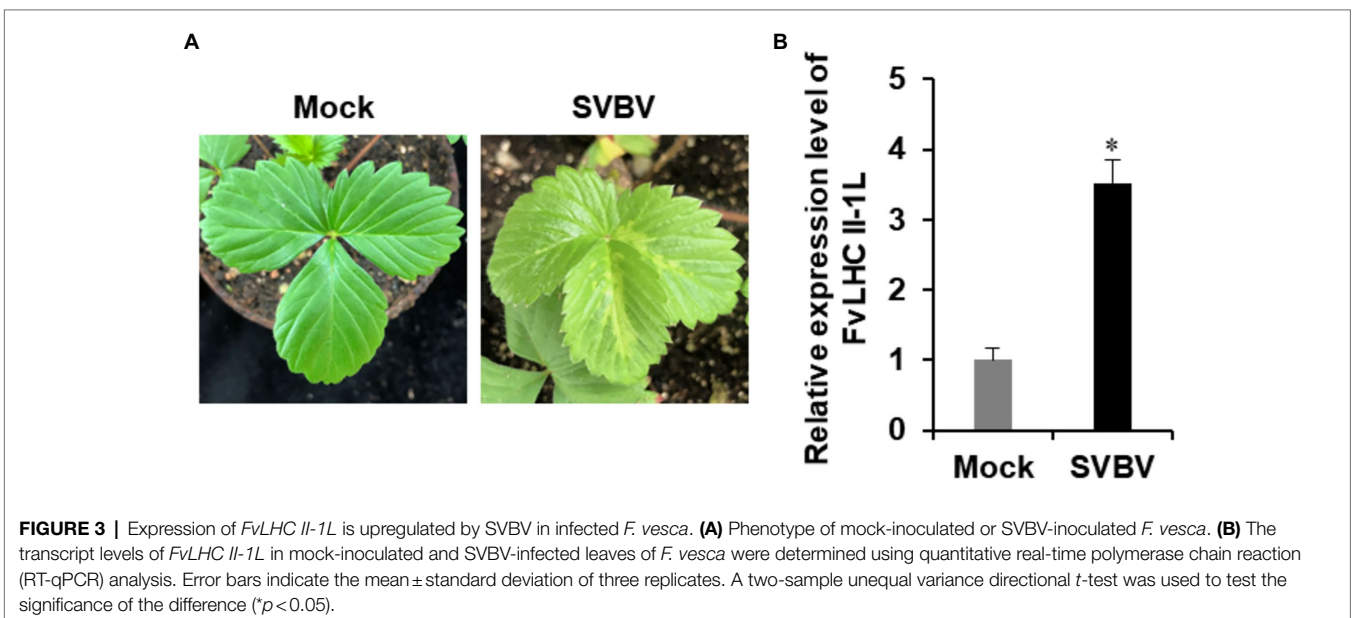 A
Mock
SVBV
B
Relative expression level of
FvLHC II-1L
5
4
*
3
2
1
0
Mock
SVBV
FIGURE 3 | Expression of FvLHC II-1L is upregulated by SVBV in infected F. vesca. (A) Phenotype of mock-inoculated or SVBV-inoculated F. vesca. (B) The
transcript levels of FvLHC II-1L in mock-inoculated and SVBV-infected leaves of F. vesca were determined using quantitative real-time polymerase chain reaction
(RT-qPCR) analysis. Error bars indicate the mean ± standard deviation of three replicates. A two-sample unequal variance directional t-test was used to test the
significance of the difference (*p < 0.05).